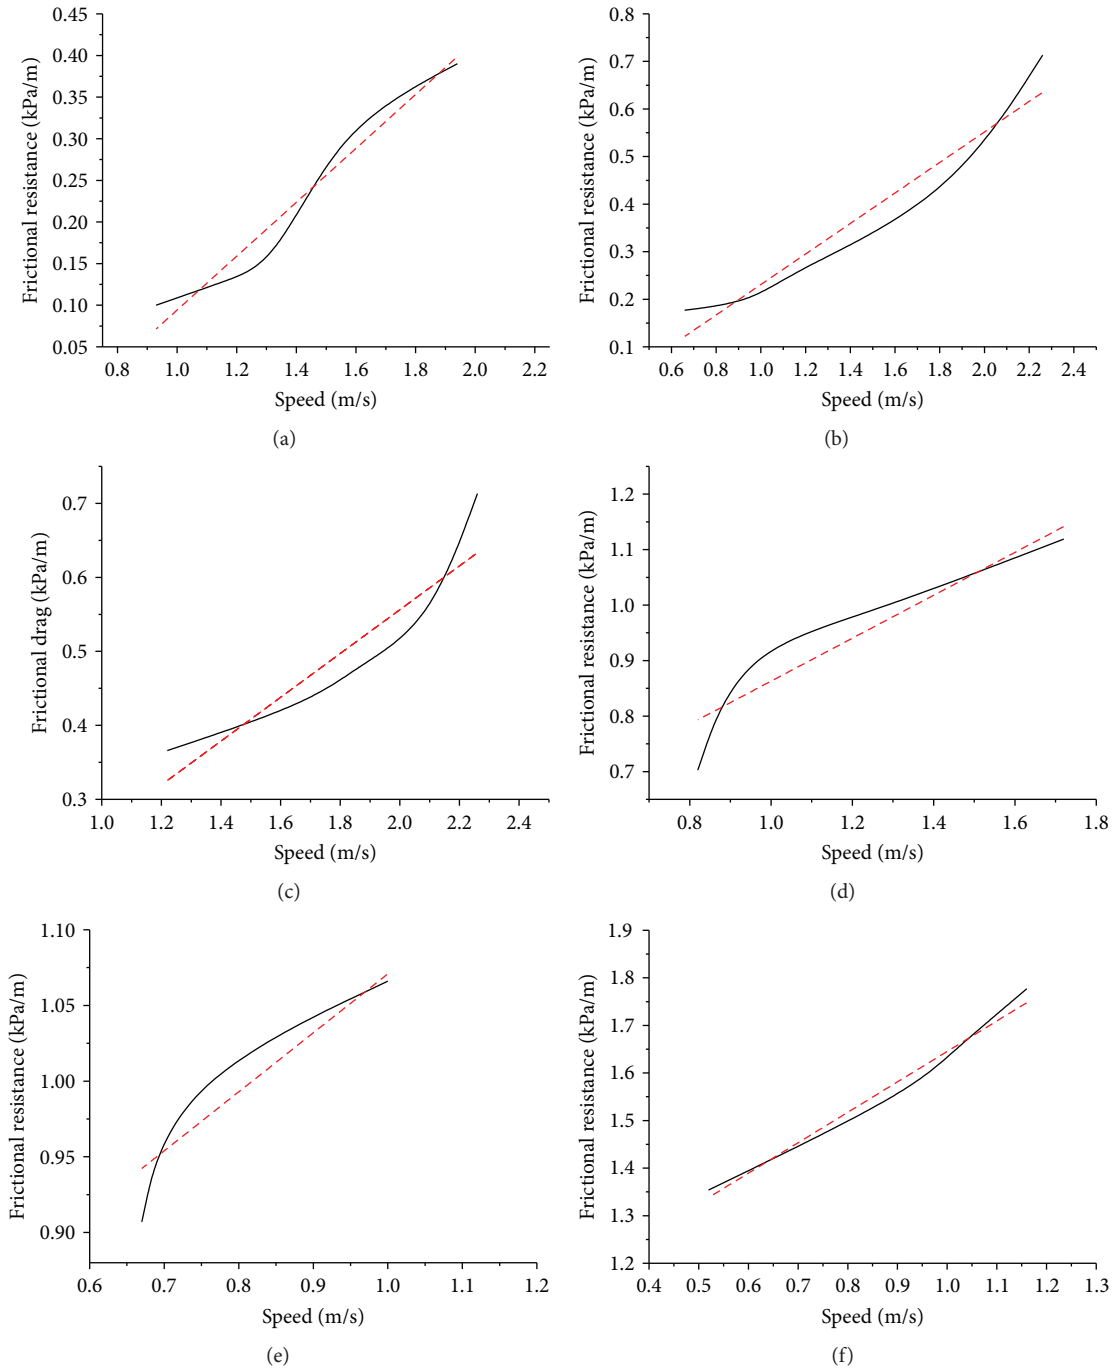 0.45
0.40
0.35
0.30
0.25
0.20
0.15
0.10
0.05
Frictional resistance (kPa/m)
0.8 1.0 1.2 1.4 1.6 1.8 2.0 2.2
Speed (m/s)
(a)
0.8
0.7
0.6
0.5
0.4
0.3
0.2
0.1
Frictional resistance (kPa/m)
0.6 0.8 1.0 1.2 1.4 1.6 1.8 2.0 2.2 2.4
Speed (m/s)
(b)
0.7
0.6
0.5
0.4
0.3
Frictional drag (kPa/m)
1.0 1.2 1.4 1.6 1.8 2.0 2.2 2.4
Speed (m/s)
(c)
1.2
1.1
1.0
0.9
0.8
0.7
Frictional resistance (kPa/m)
0.8 1.0 1.2 1.4 1.6 1.8
Speed (m/s)
(d)
1.10
1.05
1.00
0.95
0.90
Frictional resistance (kPa/m)
0.6 0.7 0.8 0.9 1.0 1.1 1.2
Speed (m/s)
(e)
1.9
1.8
1.7
1.6
1.5
1.4
1.3
1.2
Frictional resistance (kPa/m)
0.4 0.5 0.6 0.7 0.8 0.9 1.0 1.1 1.2 1.3
Speed (m/s)
(f)